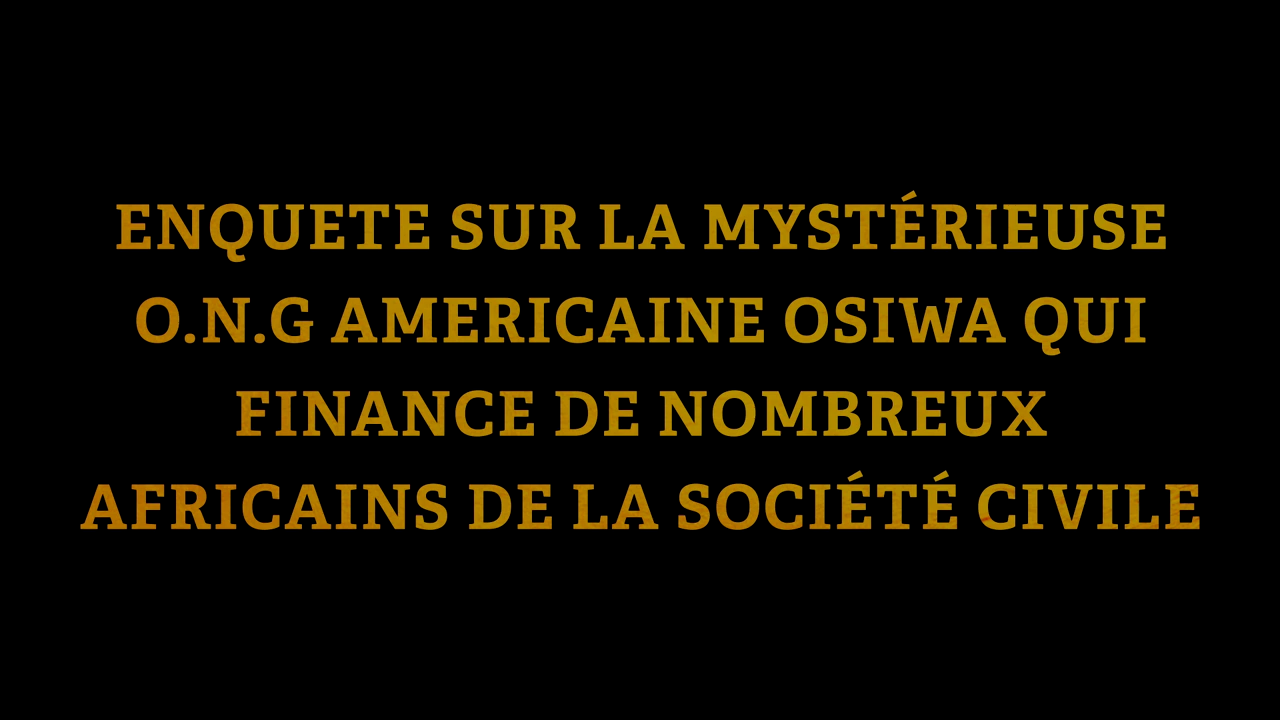 ENQUETE SUR LA MYSTÉRIEUSE
O.N.G AMERICAINE OSIWA QUI
FINANCE DE NOMBREUX
AFRICAINS DE LA SOCIÉTÉ CIVILE